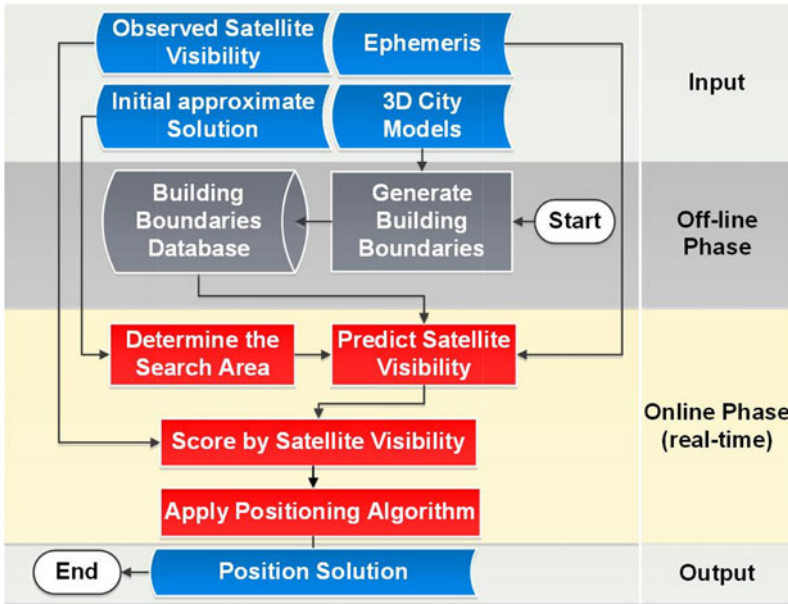 Observed Satellite
Visibility
Ephemeris
Input
Initial approximate
Solution
3D City
Models
Building
Boundaries
Database
Generate
Building
Boundaries
Start
Off-line
Phase
Determine the
Search Area
Predict Satellite
Visibility
Online Phase
(real-time)
Score by Satellite Visibility
Apply Positioning Algorithm
End
Position Solution
Output